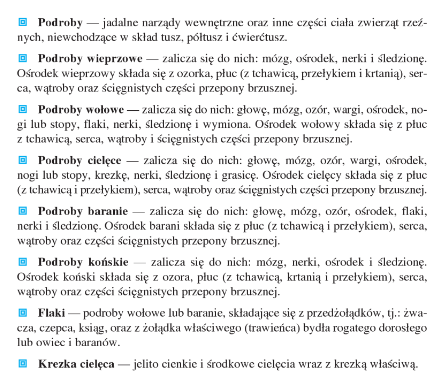 Podroby — jadalne narządy wewnętrzne oraz inne części ciała zwierząt rzeź-
nych, niewchodzące w skład tusz, półtusz i ćwierćtusz.
Podroby wieprzowe — zalicza się do nich: mózg, ośrodek, nerki i śledzionę.
Ośrodek wieprzowy składa się z ozorka, płuc (z tchawicą, przełykiem i krtanią), ser-
ca, wątroby oraz ścięgnistych części przepony brzusznej.
Podroby wołowe — zalicza się do nich: głowę, mózg, ozór, wargi, ośrodek, no-
gi lub stopy, flaki, nerki, śledzionę i wymiona. Ośrodek wołowy składa się z płuc
z tchawicą, serca, wątroby i ścięgnistych części przepony brzusznej.
Podroby cielęce — zalicza się do nich: głowę, mózg, ozór, wargi, ośrodek,
nogi lub stopy, krezkę, nerki, śledzionę i grasicę. Ośrodek cielęcy składa się z płuc
(z tchawicą i przełykiem), serca, wątroby oraz ścięgnistych części przepony brzusznej.
Podroby baranie — zalicza się do nich: głowę, mózg, ozór, ośrodek, flaki,
nerki i śledzionę. Ośrodek barani składa się z płuc (z tchawicą i przełykiem), serca,
wątroby oraz części ścięgnistych przepony brzusznej.
Podroby końskie — zalicza się do nich: mózg, nerki, ośrodek i śledzionę.
Ośrodek koński składa się z ozora, płuc (z tchawicą, krtanią i przełykiem), serca,
wątroby oraz części ścięgnistych przepony brzusznej.
Flaki — podroby wołowe lub baranie, składające się z przedżołądków, tj.: żwa-
cza, czepca, ksiąg, oraz z żołądka właściwego (trawieńca) bydła rogatego dorosłego
lub owiec i baranów.
Krezka cielęca — jelito cienkie i środkowe cielęcia wraz z krezką właściwą.